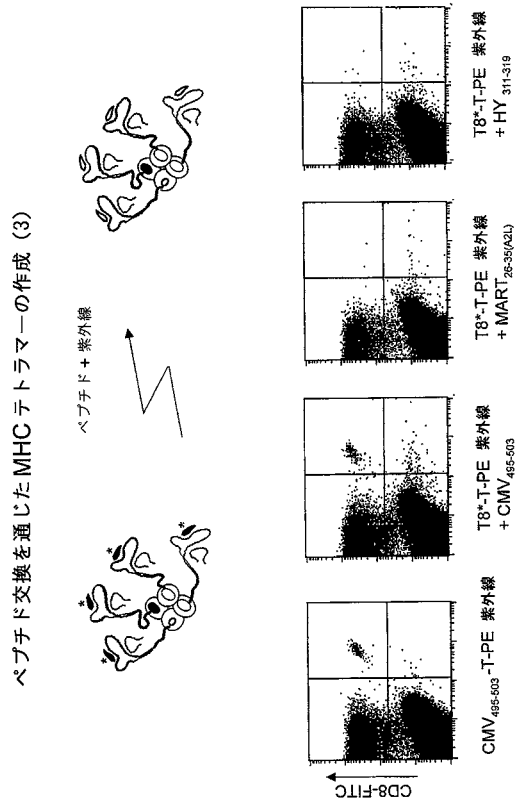 ペプチド交換を通じたMHCテトラマーの作成 (3)
ペプチド + 紫外線
*
*
*
*
CD8-FITC
CMV495-503-T-PE 紫外線
T8*-T-PE 紫外線
+ CMV495-503
T8*-T-PE 紫外線
+ MART26-35(A2L)
T8*-T-PE 紫外線
+ HY 311-319